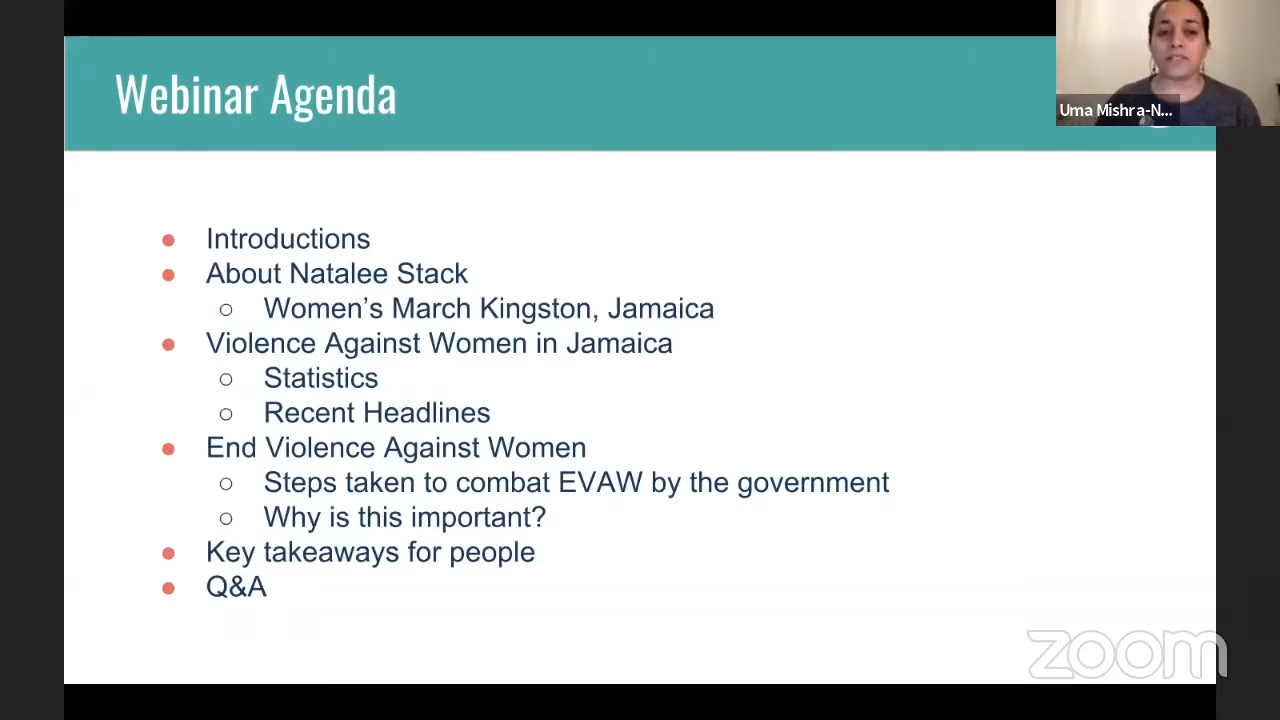 Webinar Agenda
Uma Mishra-N...
● Introductions
● About Natalee Stack
○ Women's March Kingston, Jamaica
● Violence Against Women in Jamaica
○ Statistics
○ Recent Headlines
● End Violence Against Women
○ Steps taken to combat EVAW by the government
○ Why is this important?
● Key takeaways for people
● Q&A
zoom